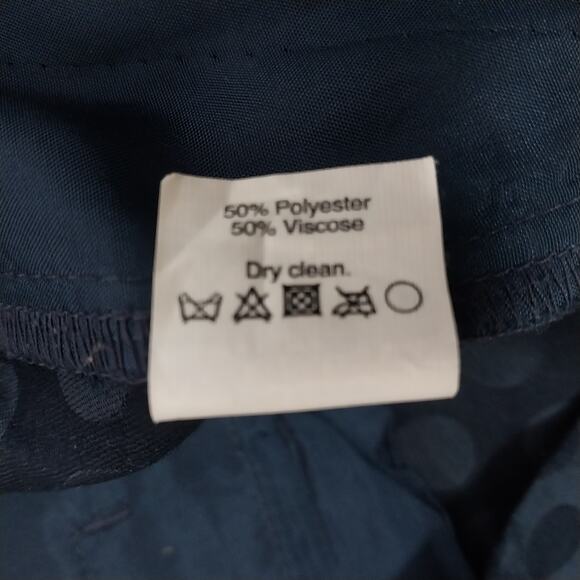 50% Polyester
50% Viscose
Dry clean.